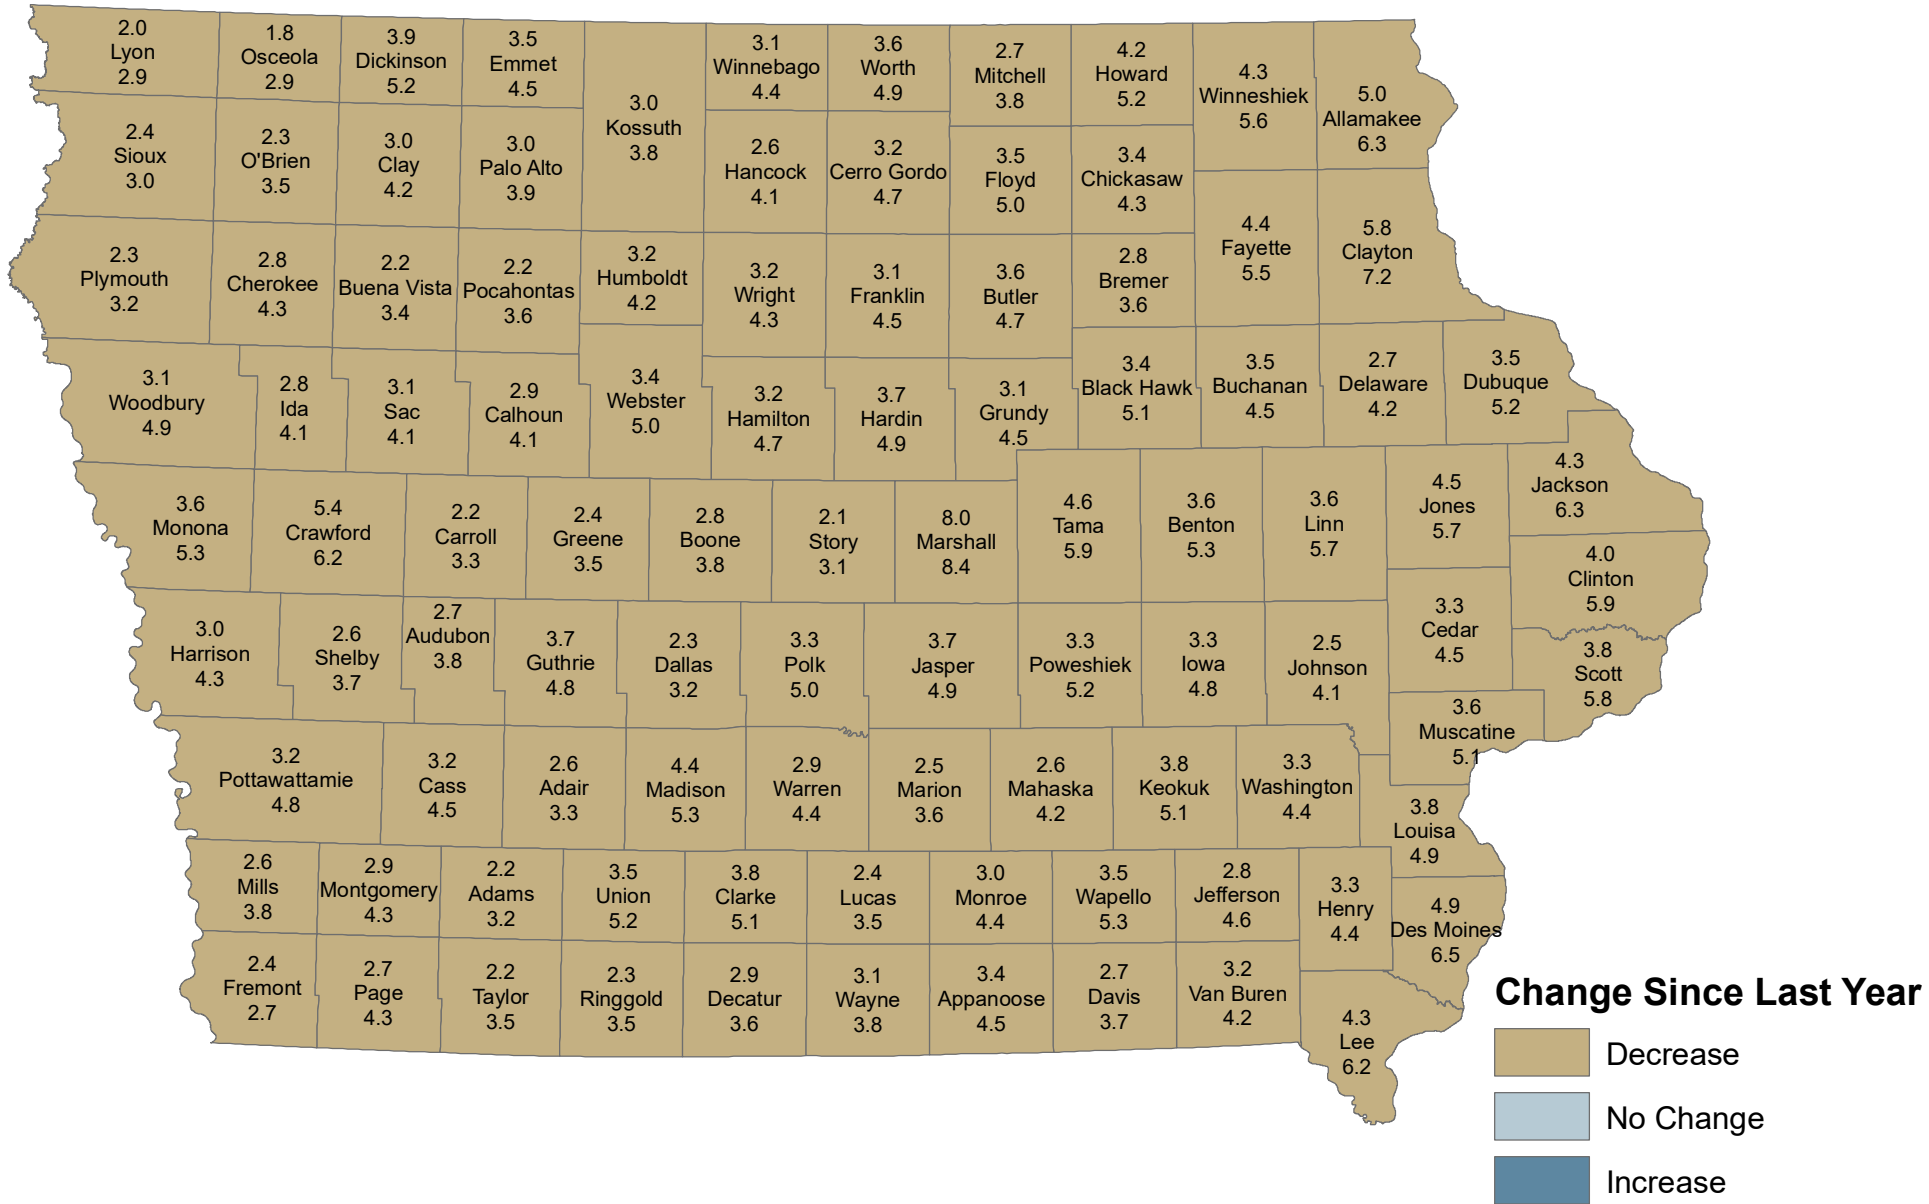 2.0
Lyon
2.9
1.8
Osceola
2.9
3.9
Dickinson
5.2
3.5
Emmet
4.5
3.0
Kossuth
3.8
3.1
Winnebago
4.4
3.6
Worth
4.9
2.7
Mitchell
3.8
4.2
Howard
5.2
4.3
Winneshiek
5.6
5.0
Allamakee
6.3
2.4
Sioux
3.0
2.3
O'Brien
3.5
3.0
Clay
4.2
3.0
Palo Alto
3.9
2.6
Hancock
4.1
3.2
Cerro Gordo
4.7
3.5
Floyd
5.0
3.4
Chickasaw
4.3
4.4
Fayette
5.5
5.8
Clayton
7.2
2.3
Plymouth
3.2
2.8
Cherokee
4.3
2.2
Buena Vista
3.4
2.2
Pocahontas
3.6
3.2
Humboldt
4.2
3.2
Wright
4.3
3.1
Franklin
4.5
3.6
Butler
4.7
2.8
Bremer
3.6
3.1
Woodbury
4.9
2.8
Ida
4.1
3.1
Sac
4.1
2.9
Calhoun
4.1
3.4
Webster
5.0
3.2
Hamilton
4.7
3.7
Hardin
4.9
3.1
Grundy
4.5
3.4
Black Hawk
5.1
3.5
Buchanan
4.5
2.7
Delaware
4.2
3.5
Dubuque
5.2
3.6
Monona
5.3
5.4
Crawford
6.2
2.2
Carroll
3.3
2.4
Greene
3.5
2.8
Boone
3.8
2.1
Story
3.1
8.0
Marshall
8.4
4.6
Tama
5.9
3.6
Benton
5.3
3.6
Linn
5.7
4.5
Jones
5.7
4.3
Jackson
6.3
4.0
Clinton
5.9
3.0
Harrison
4.3
2.6
Shelby
3.7
2.7
Audubon
3.8
3.7
Guthrie
4.8
2.3
Dallas
3.2
3.3
Polk
5.0
3.7
Jasper
4.9
3.3
Poweshiek
5.2
3.3
Iowa
4.8
2.5
Johnson
4.1
3.3
Cedar
4.5
3.8
Scott
5.8
3.6
Muscatine
5.1
3.2
Pottawattamie
4.8
3.2
Cass
4.5
2.6
Adair
3.3
4.4
Madison
5.3
2.9
Warren
4.4
2.5
Marion
3.6
2.6
Mahaska
4.2
3.8
Keokuk
5.1
3.3
Washington
4.4
3.8
Louisa
4.9
2.6
Mills
3.8
2.9
Montgomery
4.3
2.2
Adams
3.2
3.5
Union
5.2
3.8
Clarke
5.1
2.4
Lucas
3.5
3.0
Monroe
4.4
3.5
Wapello
5.3
2.8
Jefferson
4.6
3.3
Henry
4.4
4.9
Des Moines
6.5
2.4
Fremont
2.7
2.7
Page
4.3
2.2
Taylor
3.5
2.3
Ringgold
3.5
2.9
Decatur
3.6
3.1
Wayne
3.8
3.4
Appanoose
4.5
2.7
Davis
3.7
3.2
Van Buren
4.2
4.3
Lee
6.2
Change Since Last Year
Decrease
No Change
Increase